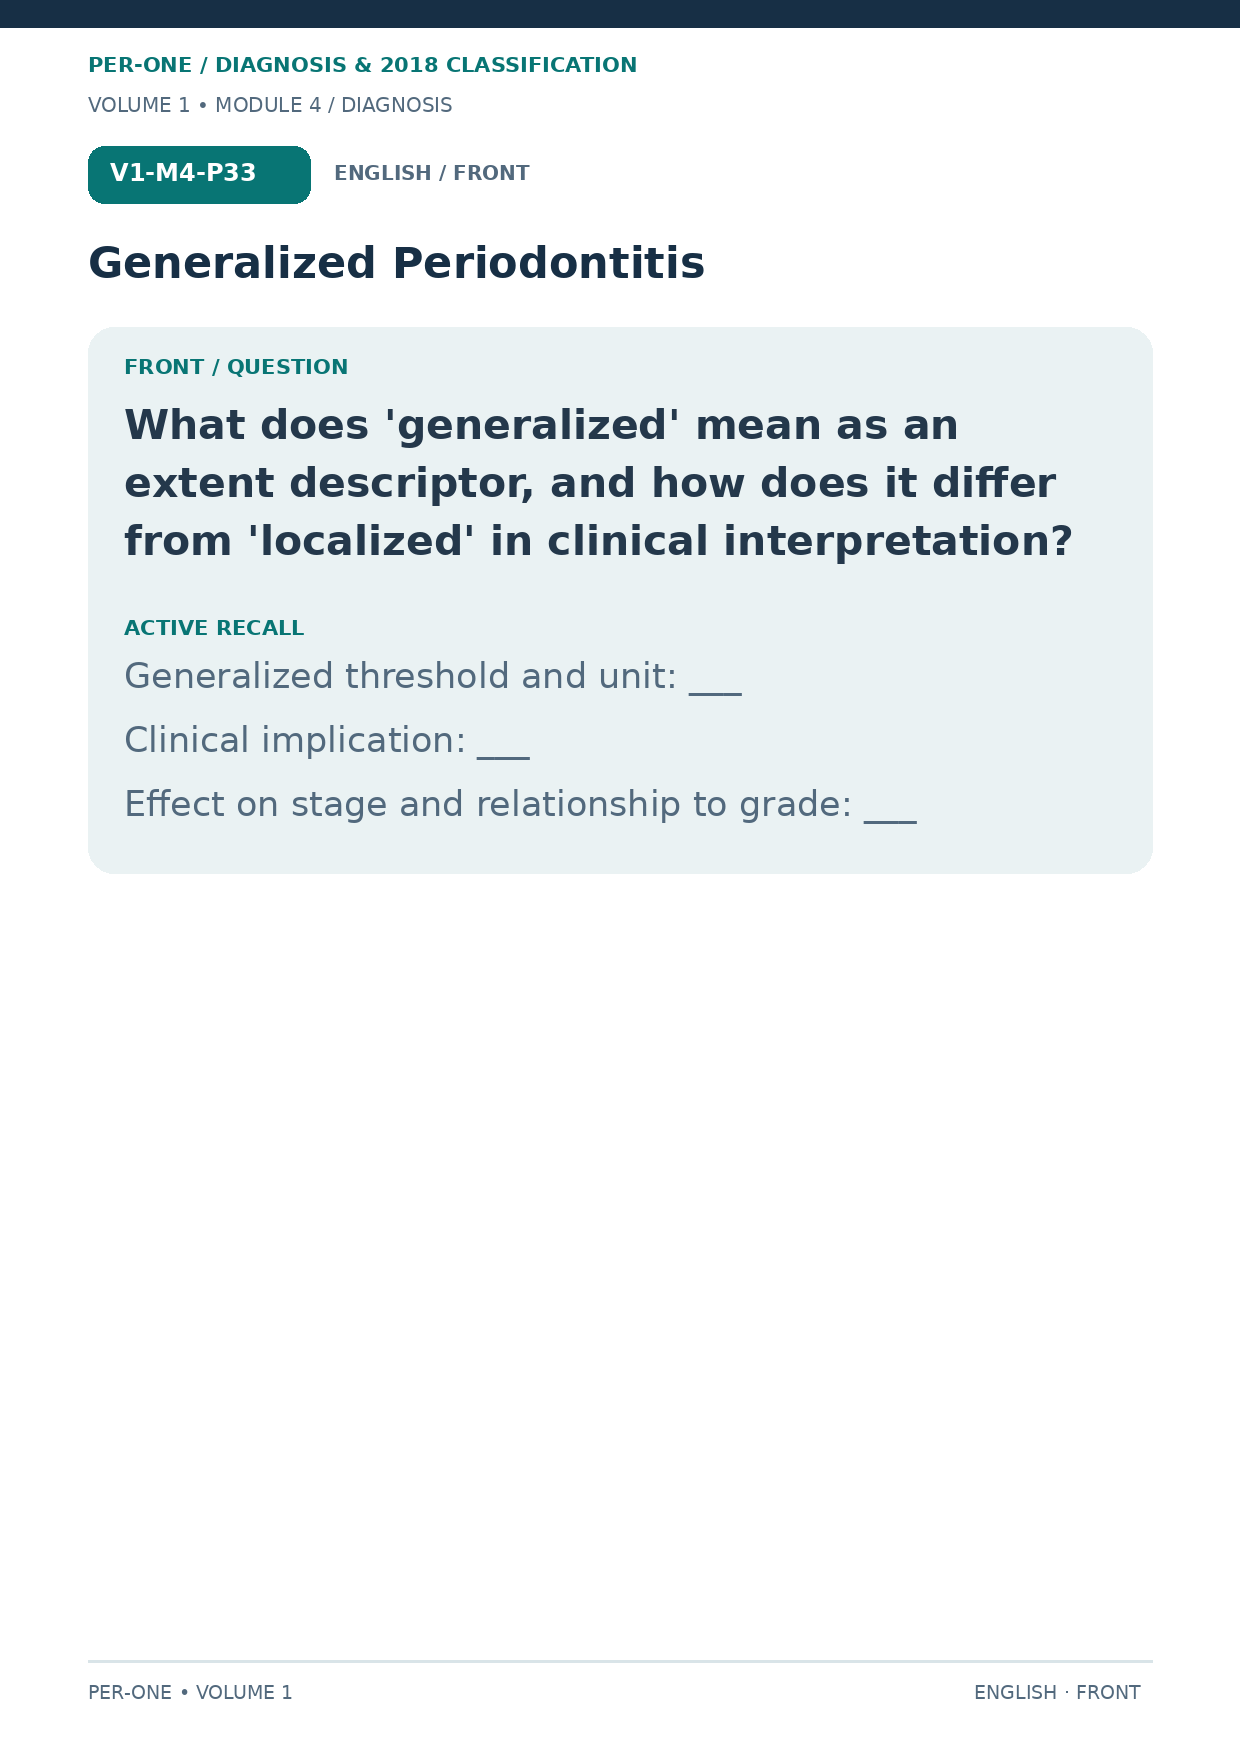 PER-ONE / DIAGNOSIS & 2018 CLASSIFICATION
VOLUME 1 • MODULE 4 / DIAGNOSIS
V1-M4-P33
ENGLISH / FRONT
Generalized Periodontitis
FRONT / QUESTION
What does 'generalized' mean as an
extent descriptor, and how does it differ
from 'localized' in clinical interpretation?
ACTIVE RECALL
Generalized threshold and unit: ___
Clinical implication: ___
Effect on stage and relationship to grade: ___
PER-ONE • VOLUME 1
ENGLISH · FRONT